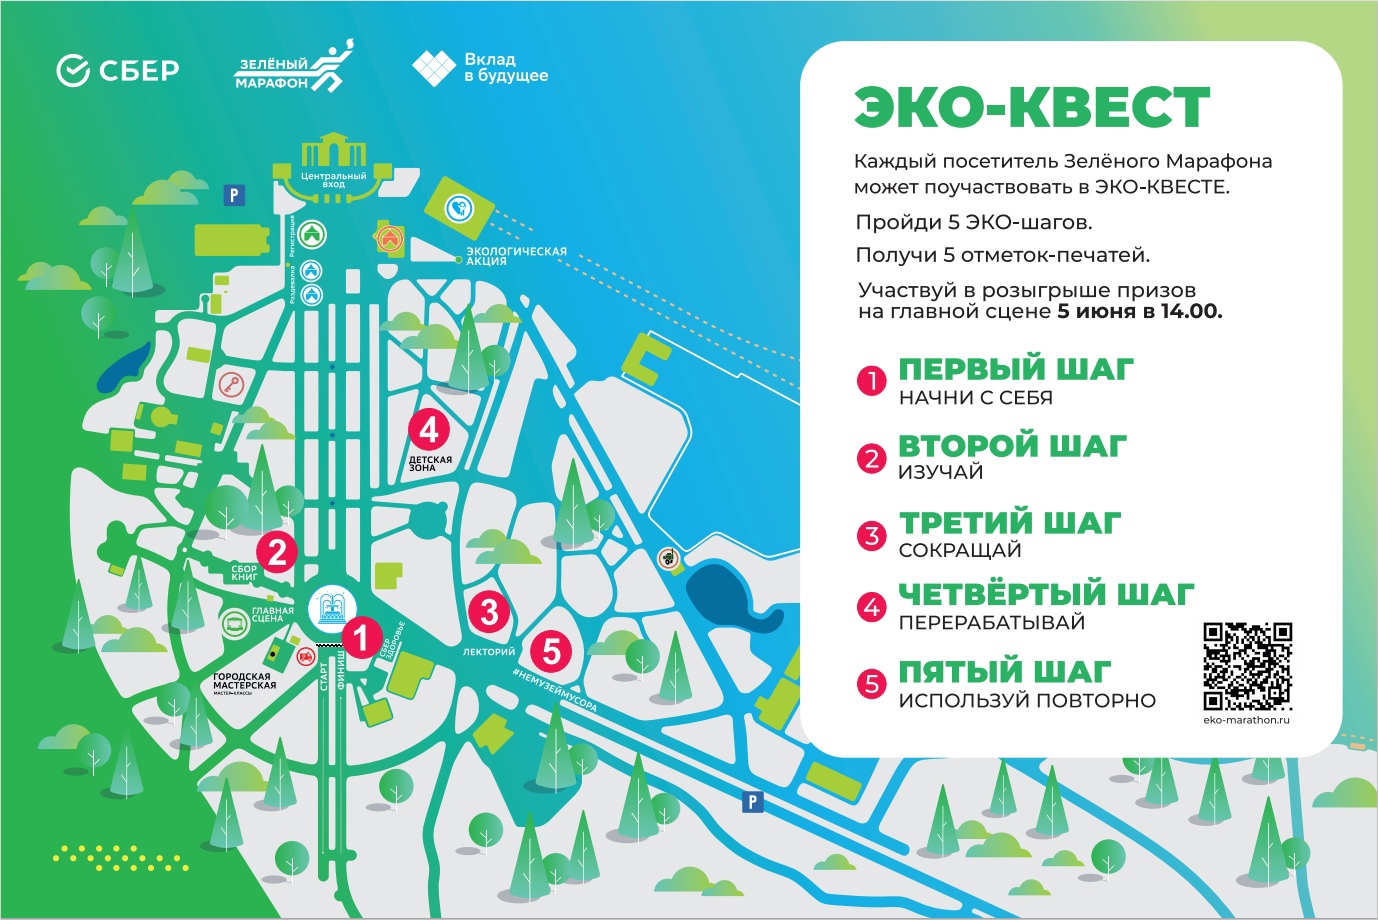 СБЕР
ЗЕЛЁНЫЙ
МАРАФОН
Вклад
в будущее
ЭКО-КВЕСТ
Каждый посетитель Зелёного Марафона
может поучаствовать в ЭКО-КВЕСТЕ.
Пройди 5 ЭКО-шагов.
Получи 5 отметок-печатей.
Участвуй в розыгрыше призов
на главной сцене 5 июня в 14.00.
1 ПЕРВЫЙ ШАГ
НАЧНИ С СЕБЯ
2 ВТОРОЙ ШАГ
ИЗУЧАЙ
3 ТРЕТИЙ ШАГ
СОКРАЩАЙ
4 ЧЕТВЁРТЫЙ ШАГ
ПЕРЕРАБАТЫВАЙ
5 ПЯТЫЙ ШАГ
ИСПОЛЬЗУЙ ПОВТОРНО
eko-marathon.ru
Центральный
вход
P
Регистрация
Раздевалка
ЭКОЛОГИЧЕСКАЯ
АКЦИЯ
4
ДЕТСКАЯ
ЗОНА
2
СБОР
КНИГ
ГЛАВНАЯ
СЦЕНА
1
3
ЛЕКТОРИЙ
5
#НЕМУЗЕЙМУСОРА
СБЕР
ЗДОРОВЬЕ
ГОРОДСКАЯ
МАСТЕРСКАЯ
МАСТЕР-КЛАССЫ
СТАРТ
ФИНИШ
P